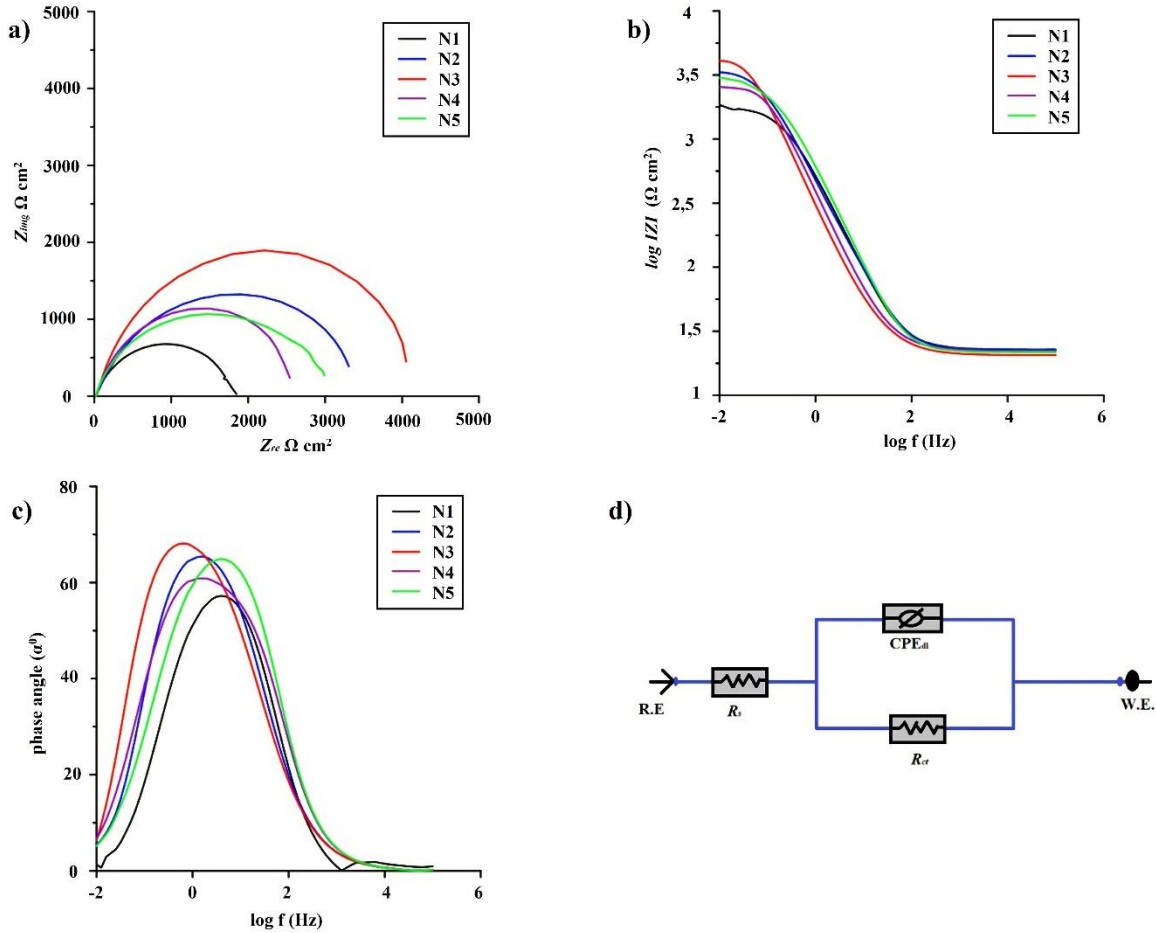 a)
5000
4000
3000
2000
1000
0
Zimg Ω cm²
0 1000 2000 3000 4000 5000
Zre Ω cm²
N1
N2
N3
N4
N5
b)
4
3,5
3
2,5
2
1,5
1
log IZI (Ω cm²)
-2 0 2 4 6
log f (Hz)
N1
N2
N3
N4
N5
c)
80
60
40
20
0
phase angle (α⁰)
-2 0 2 4 6
log f (Hz)
N1
N2
N3
N4
N5
d)
CPEdl
R.E
Rs
W.E.
Rct